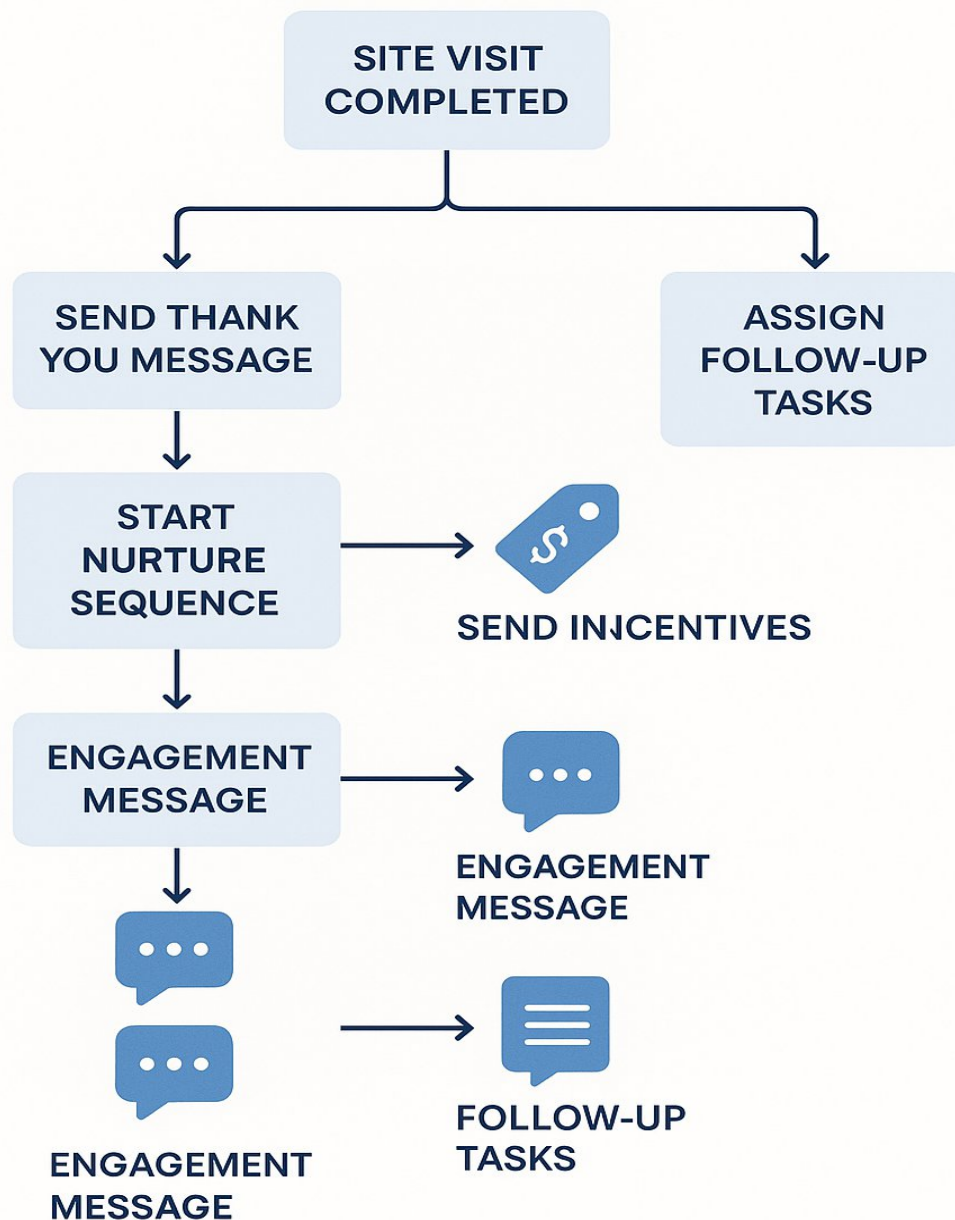 SITE VISIT
COMPLETED
SEND THANK
YOU MESSAGE
ASSIGN
FOLLOW-UP
TASKS
START
NURTURE
SEQUENCE
$
SEND INJCENTIVES
ENGAGEMENT
MESSAGE
ENGAGEMENT
MESSAGE
FOLLOW-UP
TASKS
ENGAGEMENT
MESSAGE